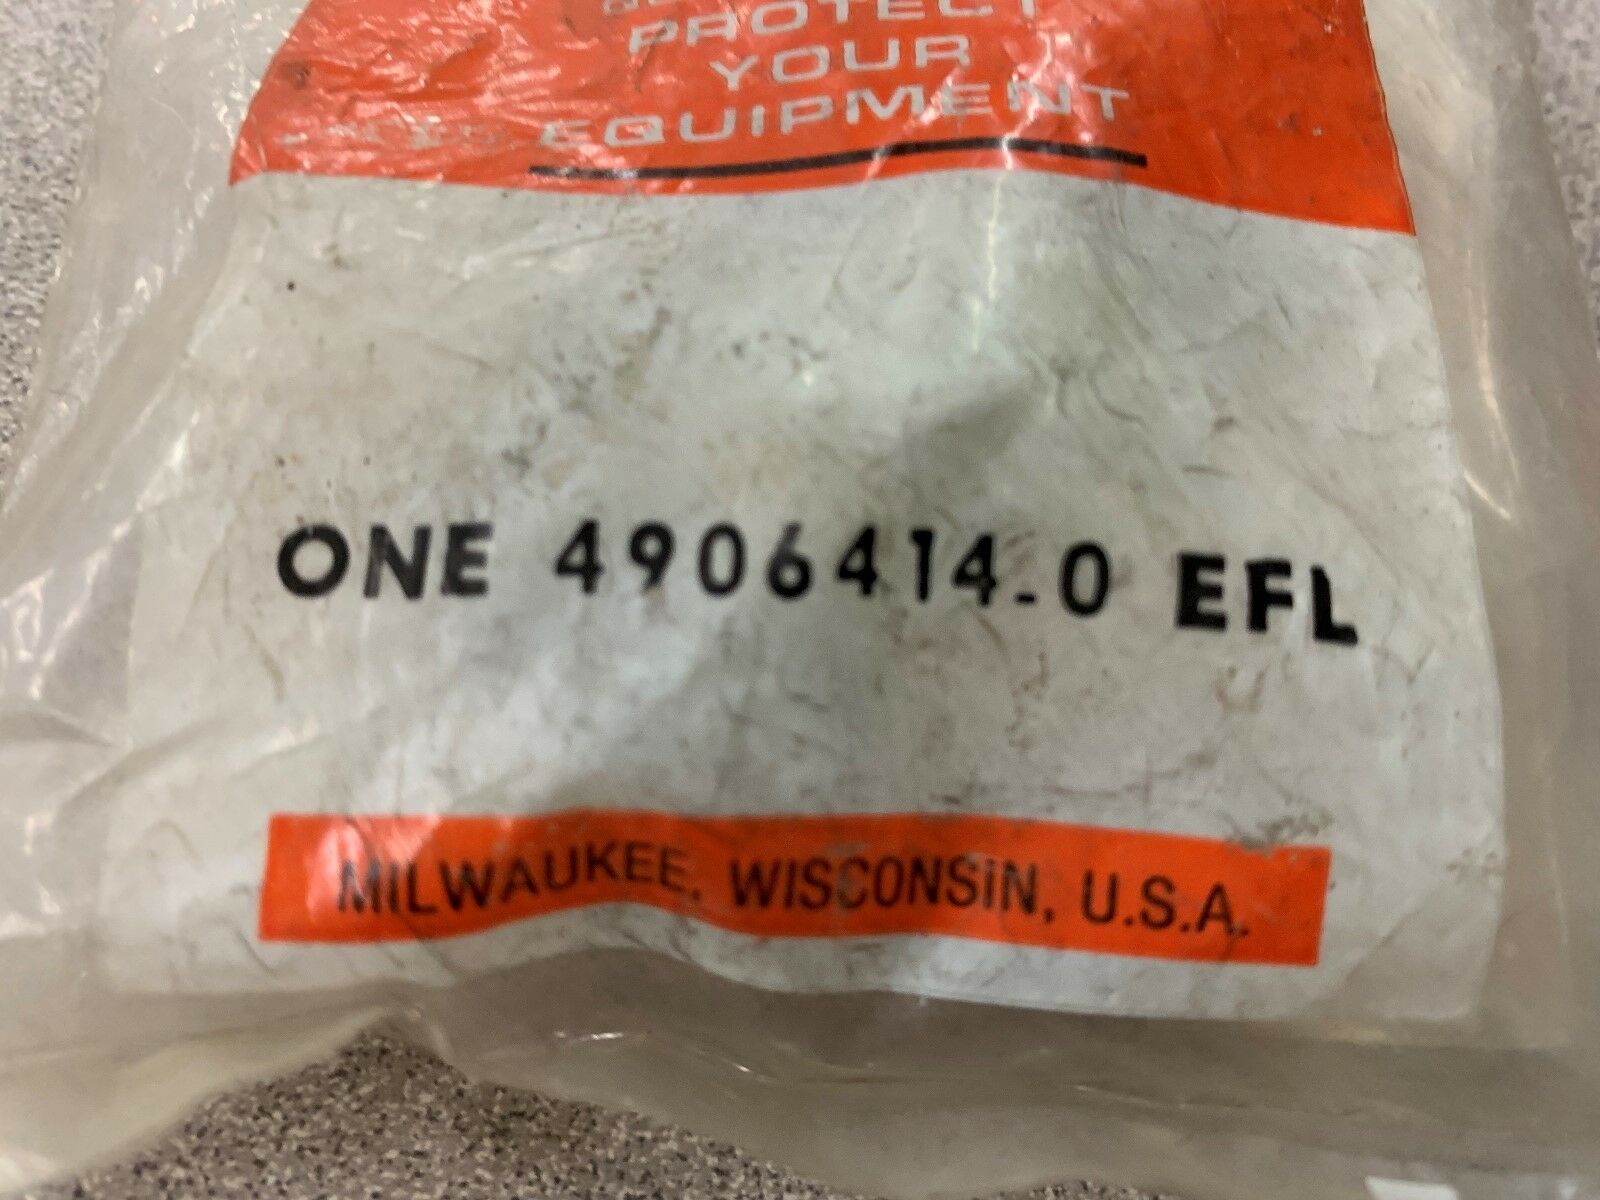 PROTECT
YOUR
EQUIPMENT
ONE 4906414-0 EFL
MILWAUKEE, WISCONSIN, U.S.A.